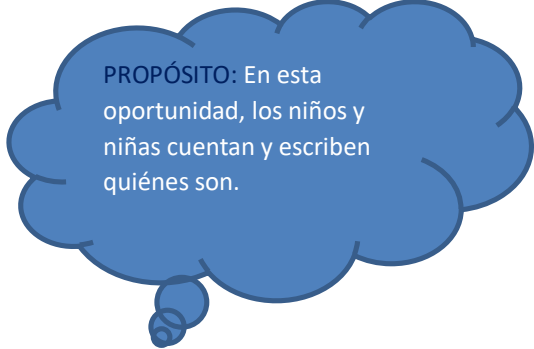 PROPÓSITO: En esta
oportunidad, los niños y
niñas cuentan y escriben
quiénes son.